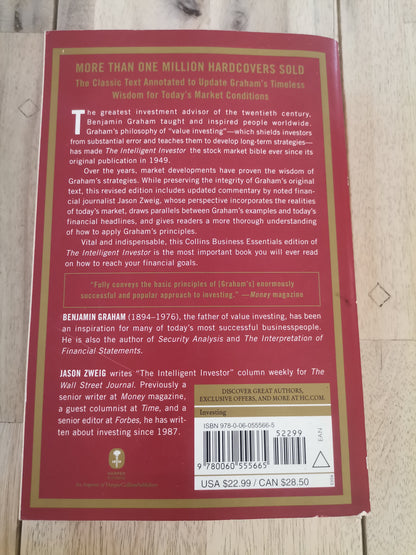 MORE THAN ONE MILLION HARDCOVERS SOLD
The Classic Text Annotated to Update Graham's Timeless
Wisdom for Today's Market Conditions
The greatest investment advisor of the twentieth century,
Benjamin Graham taught and inspired people worldwide.
Graham's philosophy of "value investing"—which shields investors
from substantial error and teaches them to develop long-term strategies—
has made The Intelligent Investor the stock market bible ever since its
original publication in 1949.
Over the years, market developments have proven the wisdom of
Graham's strategies. While preserving the integrity of Graham's original
text, this revised edition includes updated commentary by noted finan-
cial journalist Jason Zweig, whose perspective incorporates the realities
of today's market, draws parallels between Graham's examples and today's
financial headlines, and gives readers a more thorough understanding
of how to apply Graham's principles.
Vital and indispensable, this Collins Business Essentials edition of
The Intelligent Investor is the most important book you will ever read
on how to reach your financial goals.
"Fully conveys the basic principles of [Graham's] enormously
successful and popular approach to investing." —Money magazine
BENJAMIN GRAHAM (1894–1976), the father of value investing, has been
an inspiration for many of today's most successful businesspeople.
He is also the author of Security Analysis and The Interpretation of
Financial Statements.
JASON ZWEIG writes "The Intelligent Investor" column weekly for The
Wall Street Journal. Previously a
senior writer at Money magazine,
a guest columnist at Time, and a
senior editor at Forbes, he has writ-
ten about investing since 1987.
DISCOVER GREAT AUTHORS,
EXCLUSIVE OFFERS, AND MORE AT HC.COM.
Investing
ISBN 978-0-06-055566-5
52299
EAN
9 780060 555665
USA $22.99 / CAN $28.50
An Imprint of HarperCollinsPublishers